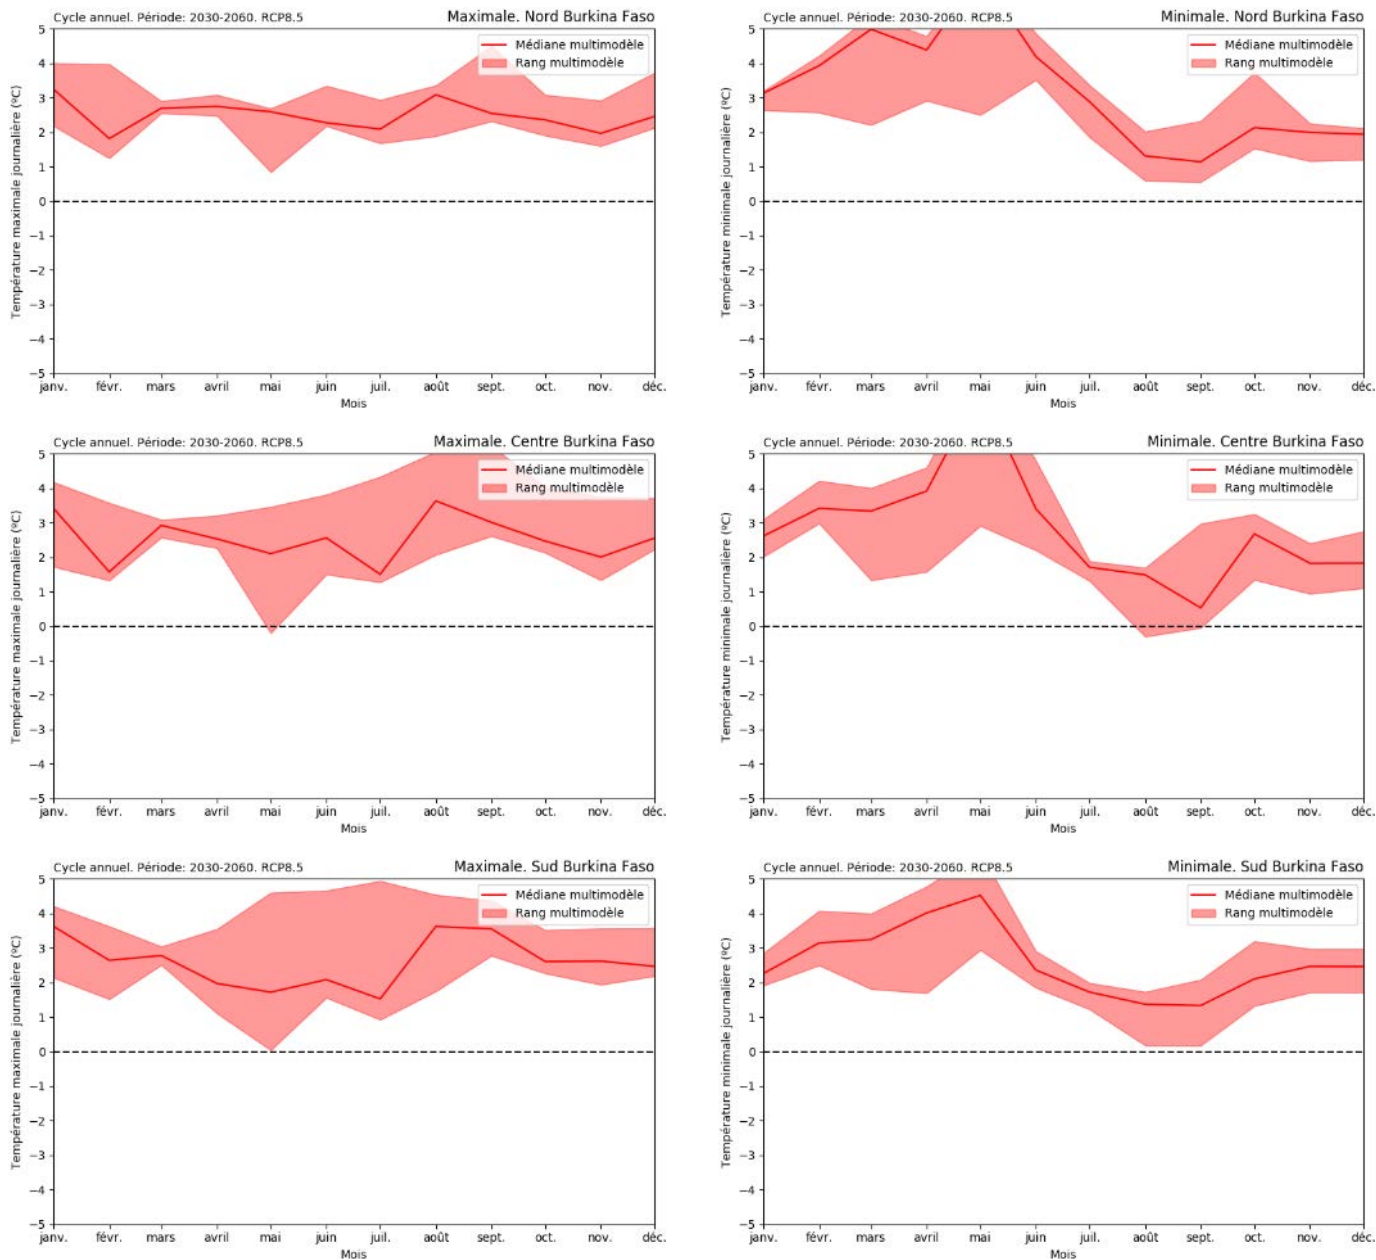 Cycle annuel. Période: 2030-2060. RCP8.5
Maximale. Nord Burkina Faso
Médiane multimodèle
Rang multimodèle
Température maximale journalière (ºC)
5
4
3
2
1
0
−1
−2
−3
−4
−5
janv. févr. mars avril mai juin juil. août sept. oct. nov. déc.
Mois
Cycle annuel. Période: 2030-2060. RCP8.5
Minimale. Nord Burkina Faso
Médiane multimodèle
Rang multimodèle
Température minimale journalière (ºC)
5
4
3
2
1
0
−1
−2
−3
−4
−5
janv. févr. mars avril mai juin juil. août sept. oct. nov. déc.
Mois
Cycle annuel. Période: 2030-2060. RCP8.5
Maximale. Centre Burkina Faso
Médiane multimodèle
Rang multimodèle
Température maximale journalière (ºC)
5
4
3
2
1
0
−1
−2
−3
−4
−5
janv. févr. mars avril mai juin juil. août sept. oct. nov. déc.
Mois
Cycle annuel. Période: 2030-2060. RCP8.5
Minimale. Centre Burkina Faso
Médiane multimodèle
Rang multimodèle
Température minimale journalière (ºC)
5
4
3
2
1
0
−1
−2
−3
−4
−5
janv. févr. mars avril mai juin juil. août sept. oct. nov. déc.
Mois
Cycle annuel. Période: 2030-2060. RCP8.5
Maximale. Sud Burkina Faso
Médiane multimodèle
Rang multimodèle
Température maximale journalière (ºC)
5
4
3
2
1
0
−1
−2
−3
−4
−5
janv. févr. mars avril mai juin juil. août sept. oct. nov. déc.
Mois
Cycle annuel. Période: 2030-2060. RCP8.5
Minimale. Sud Burkina Faso
Médiane multimodèle
Rang multimodèle
Température minimale journalière (ºC)
5
4
3
2
1
0
−1
−2
−3
−4
−5
janv. févr. mars avril mai juin juil. août sept. oct. nov. déc.
Mois